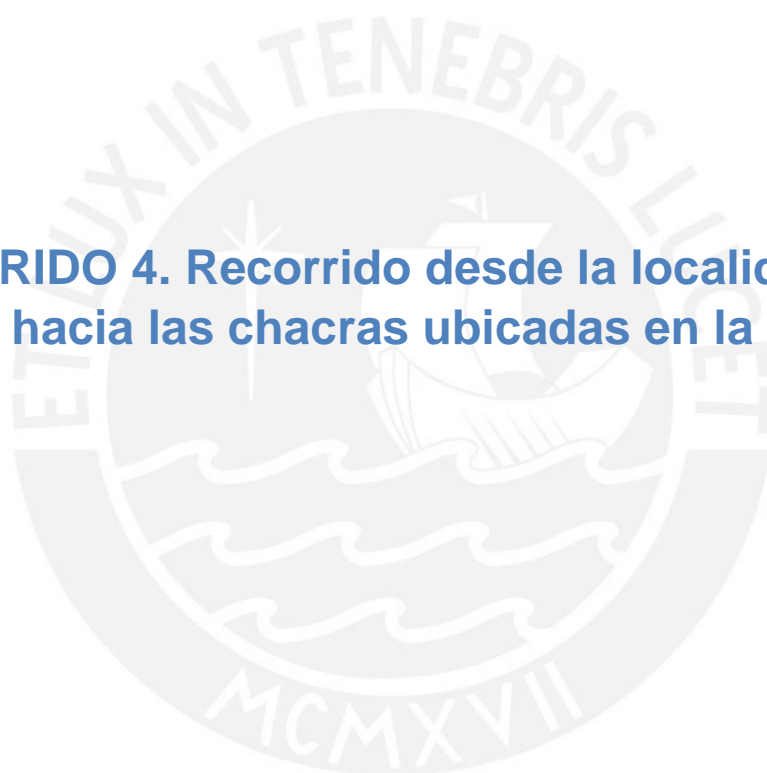 RIDO 4. Recorrido desde la localid
hacia las chacras ubicadas en la
ET LUX IN TENEBRIS LUCET
MCMXVII